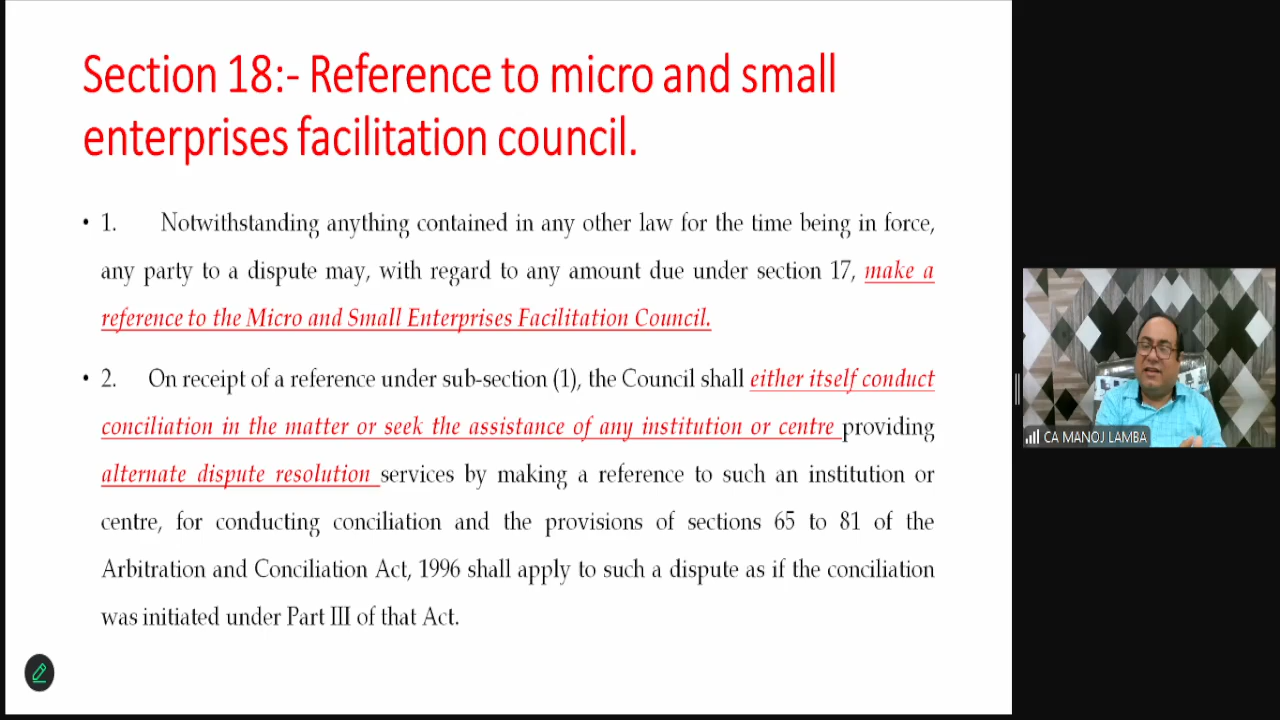 Section 18:- Reference to micro and small
enterprises facilitation council.
• 1. Notwithstanding anything contained in any other law for the time being in force,
any party to a dispute may, with regard to any amount due under section 17, make a
reference to the Micro and Small Enterprises Facilitation Council.
• 2. On receipt of a reference under sub-section (1), the Council shall either itself conduct
conciliation in the matter or seek the assistance of any institution or centre providing
alternate dispute resolution services by making a reference to such an institution or
centre, for conducting conciliation and the provisions of sections 65 to 81 of the
Arbitration and Conciliation Act, 1996 shall apply to such a dispute as if the conciliation
was initiated under Part III of that Act.
CA MANOJ LAMBA